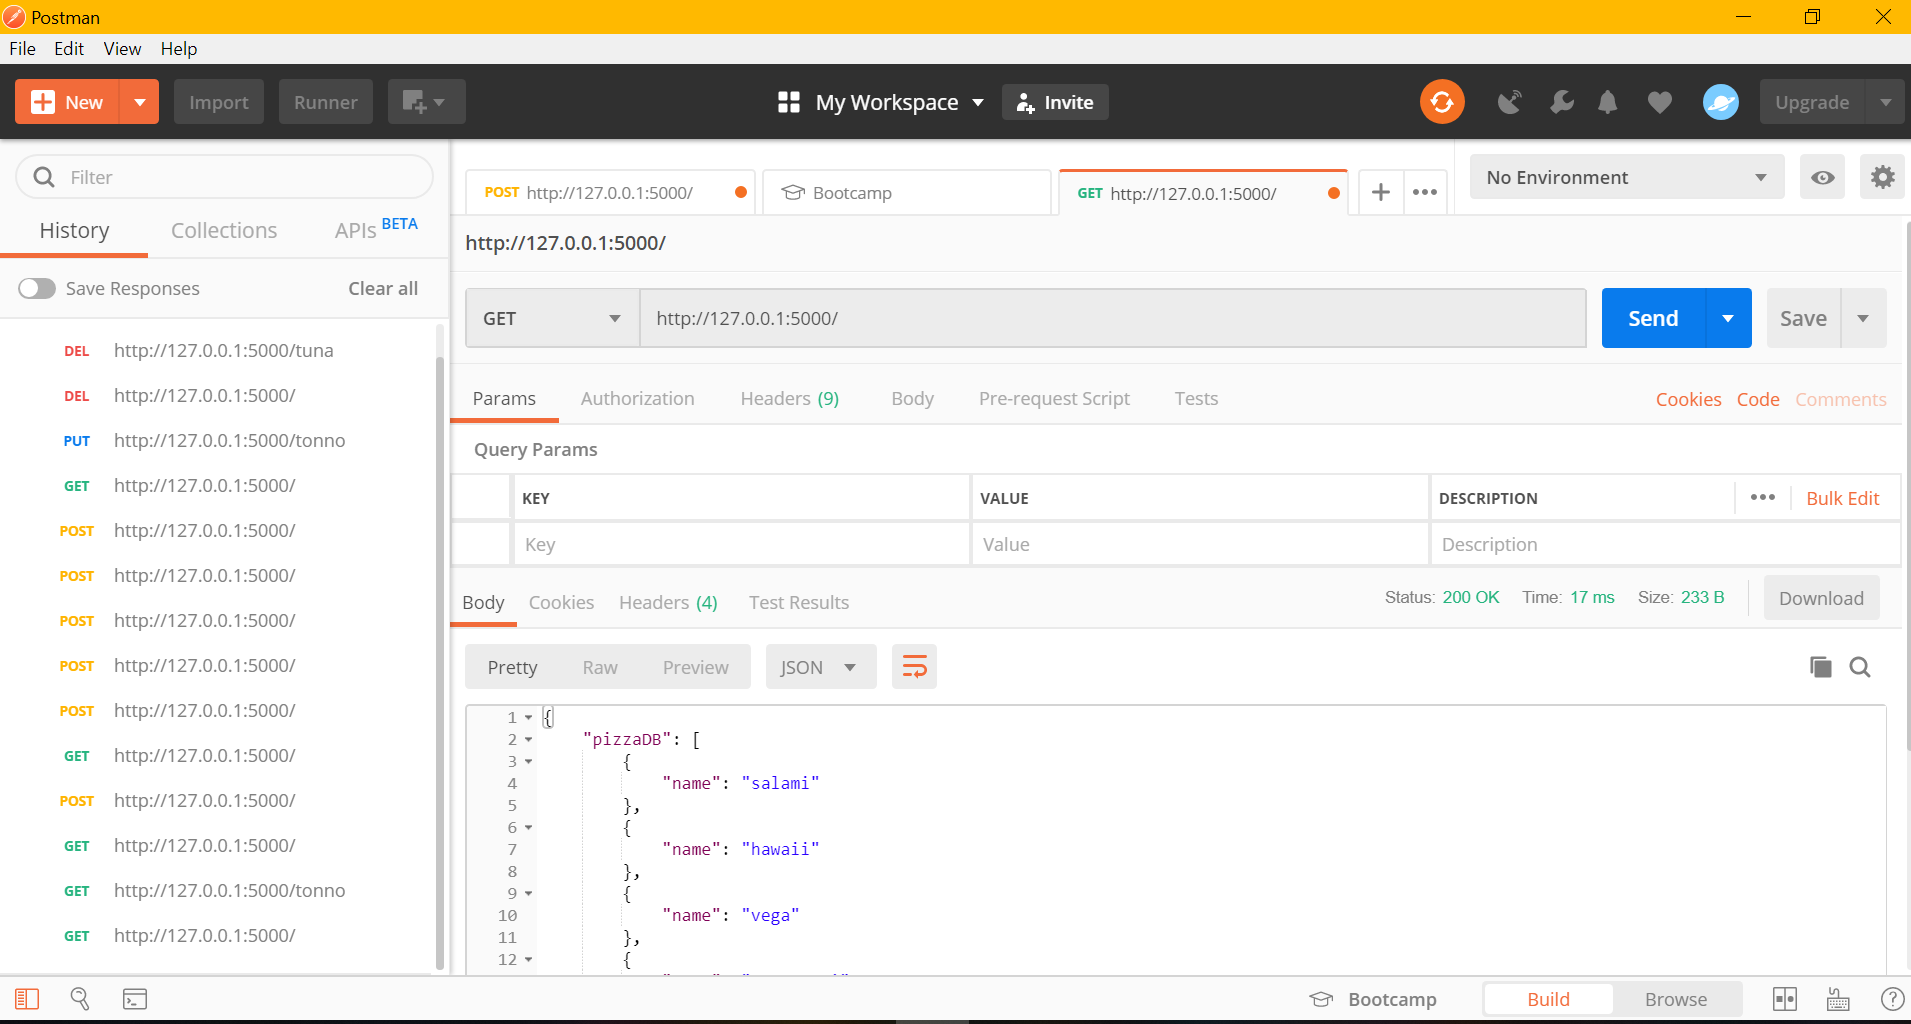 Postman
File Edit View Help
New Import Runner My Workspace Invite Upgrade
Filter
History Collections APIs BETA
Save Responses Clear all
DEL http://127.0.0.1:5000/tuna
DEL http://127.0.0.1:5000/
PUT http://127.0.0.1:5000/tonno
GET http://127.0.0.1:5000/
POST http://127.0.0.1:5000/
POST http://127.0.0.1:5000/
POST http://127.0.0.1:5000/
POST http://127.0.0.1:5000/
POST http://127.0.0.1:5000/
GET http://127.0.0.1:5000/
POST http://127.0.0.1:5000/
GET http://127.0.0.1:5000/
GET http://127.0.0.1:5000/tonno
GET http://127.0.0.1:5000/
POST http://127.0.0.1:5000/ Bootcamp GET http://127.0.0.1:5000/ No Environment
http://127.0.0.1:5000/
GET http://127.0.0.1:5000/ Send Save
Params Authorization Headers (9) Body Pre-request Script Tests Cookies Code Comments
Query Params
KEY VALUE DESCRIPTION Bulk Edit
Key Value Description
Body Cookies Headers (4) Test Results Status: 200 OK Time: 17 ms Size: 233 B Download
Pretty Raw Preview JSON
1 {
2 "pizzaDB": [
3 {
4 "name": "salami"
5 },
6 {
7 "name": "hawaii"
8 },
9 {
10 "name": "vega"
11 },
12 {
Bootcamp Build Browse